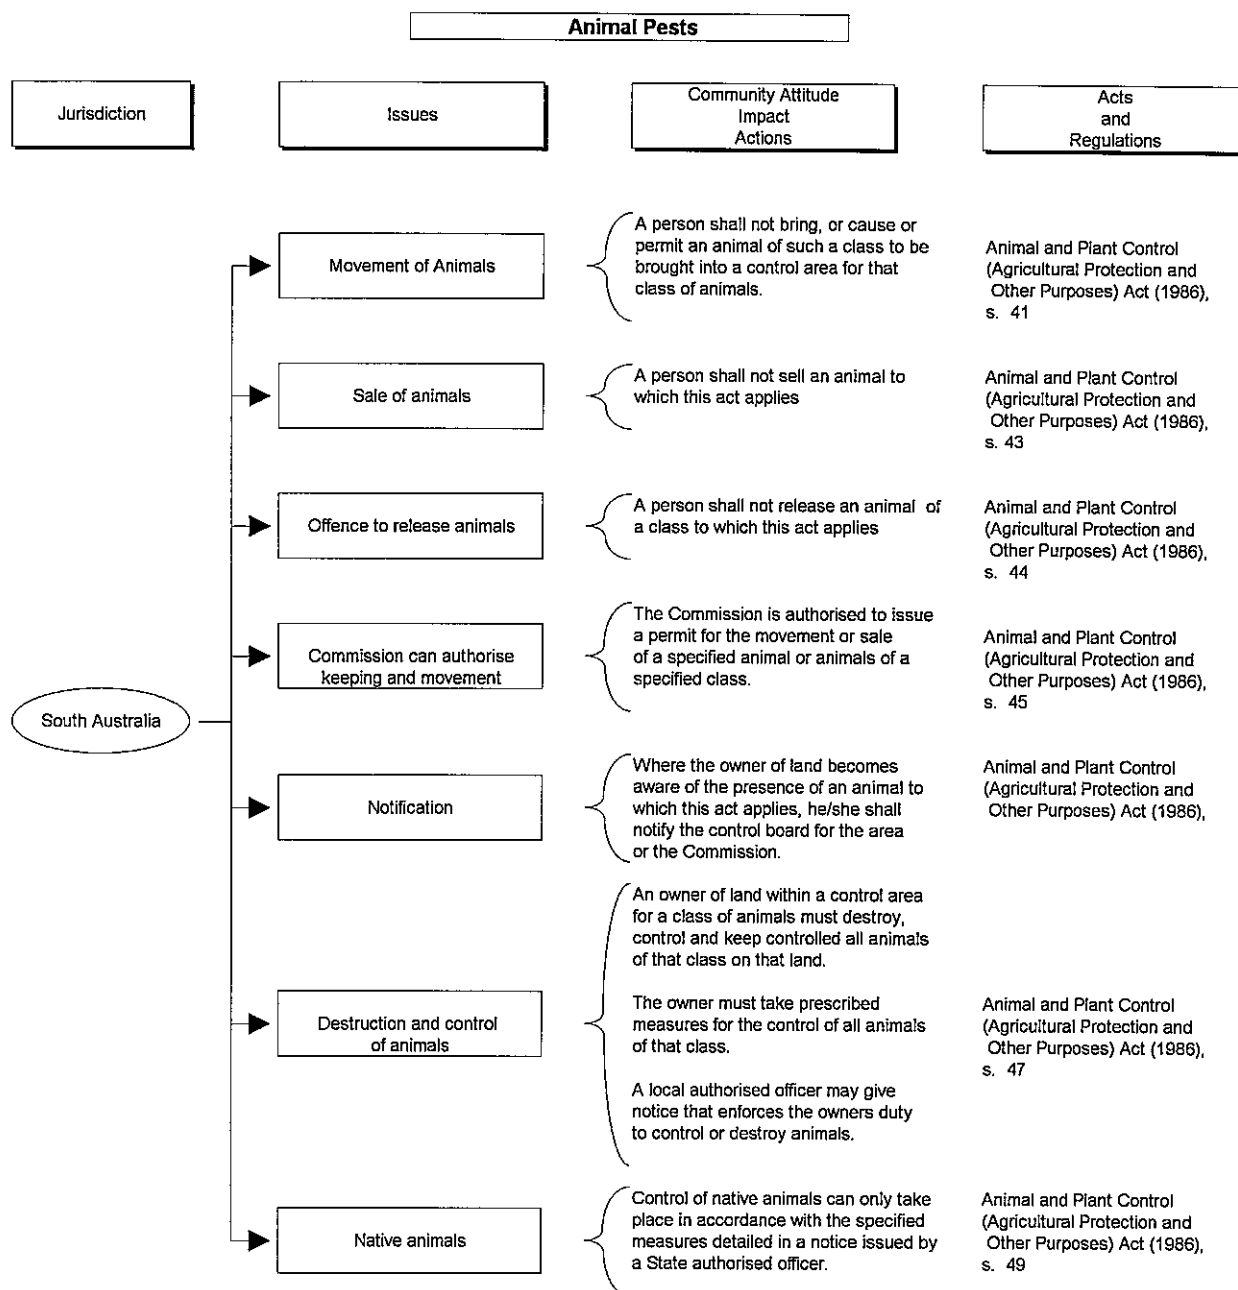 Animal Pests
Jurisdiction
Issues
Community Attitude
Impact
Actions
Acts
and
Regulations
South Australia
Movement of Animals
A person shall not bring, or cause or
permit an animal of such a class to be
brought into a control area for that
class of animals.
Animal and Plant Control
(Agricultural Protection and
Other Purposes) Act (1986),
s. 41
Sale of animals
A person shall not sell an animal to
which this act applies
Animal and Plant Control
(Agricultural Protection and
Other Purposes) Act (1986),
s. 43
Offence to release animals
A person shall not release an animal of
a class to which this act applies
Animal and Plant Control
(Agricultural Protection and
Other Purposes) Act (1986),
s. 44
Commission can authorise
keeping and movement
The Commission is authorised to issue
a permit for the movement or sale
of a specified animal or animals of a
specified class.
Animal and Plant Control
(Agricultural Protection and
Other Purposes) Act (1986),
s. 45
Notification
Where the owner of land becomes
aware of the presence of an animal to
which this act applies, he/she shall
notify the control board for the area
or the Commission.
Animal and Plant Control
(Agricultural Protection and
Other Purposes) Act (1986),
Destruction and control
of animals
An owner of land within a control area
for a class of animals must destroy,
control and keep controlled all animals
of that class on that land.
The owner must take prescribed
measures for the control of all animals
of that class.
A local authorised officer may give
notice that enforces the owners duty
to control or destroy animals.
Animal and Plant Control
(Agricultural Protection and
Other Purposes) Act (1986),
s. 47
Native animals
Control of native animals can only take
place in accordance with the specified
measures detailed in a notice issued by
a State authorised officer.
Animal and Plant Control
(Agricultural Protection and
Other Purposes) Act (1986),
s. 49